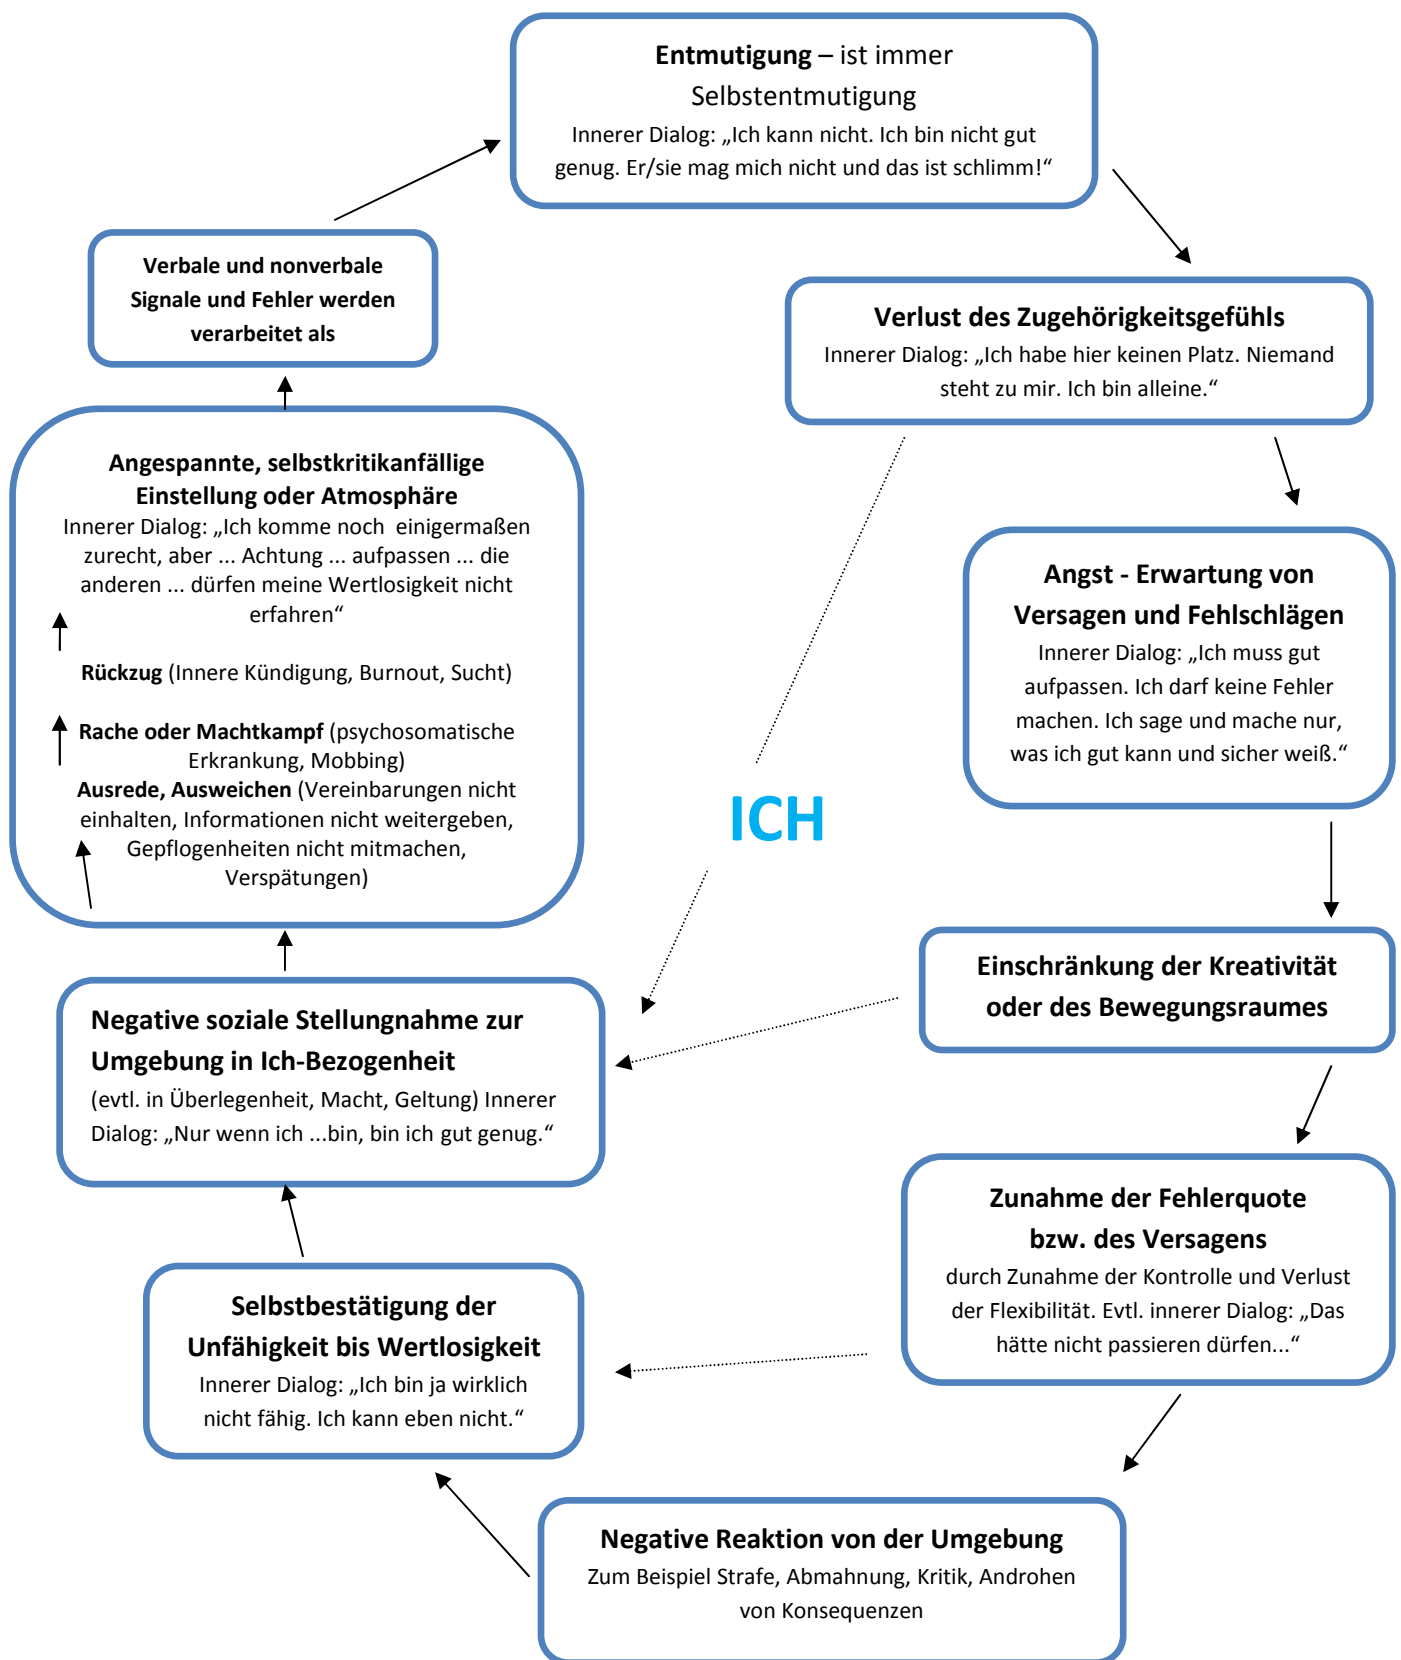 Entmutigung – ist immer
Selbstentmutigung
Innerer Dialog: „Ich kann nicht. Ich bin nicht gut
genug. Er/sie mag mich nicht und das ist schlimm!“
Verbale und nonverbale
Signale und Fehler werden
verarbeitet als
Verlust des Zugehörigkeitsgefühls
Innerer Dialog: „Ich habe hier keinen Platz. Niemand
steht zu mir. Ich bin alleine.“
Angespannte, selbstkritikanfällige
Einstellung oder Atmosphäre
Innerer Dialog: „Ich komme noch einigermaßen
zurecht, aber ... Achtung ... aufpassen ... die
anderen ... dürfen meine Wertlosigkeit nicht
erfahren“
Rückzug (Innere Kündigung, Burnout, Sucht)
Rache oder Machtkampf (psychosomatische
Erkrankung, Mobbing)
Ausrede, Ausweichen (Vereinbarungen nicht
einhalten, Informationen nicht weitergeben,
Gepflogenheiten nicht mitmachen,
Verspätungen)
Angst - Erwartung von
Versagen und Fehlschlägen
Innerer Dialog: „Ich muss gut
aufpassen. Ich darf keine Fehler
machen. Ich sage und mache nur,
was ich gut kann und sicher weiß.“
ICH
Einschränkung der Kreativität
oder des Bewegungsraumes
Negative soziale Stellungnahme zur
Umgebung in Ich-Bezogenheit
(evtl. in Überlegenheit, Macht, Geltung) Innerer
Dialog: „Nur wenn ich ...bin, bin ich gut genug.“
Zunahme der Fehlerquote
bzw. des Versagens
durch Zunahme der Kontrolle und Verlust
der Flexibilität. Evtl. innerer Dialog: „Das
hätte nicht passieren dürfen...“
Selbstbestätigung der
Unfähigkeit bis Wertlosigkeit
Innerer Dialog: „Ich bin ja wirklich
nicht fähig. Ich kann eben nicht.“
Negative Reaktion von der Umgebung
Zum Beispiel Strafe, Abmahnung, Kritik, Androhen
von Konsequenzen